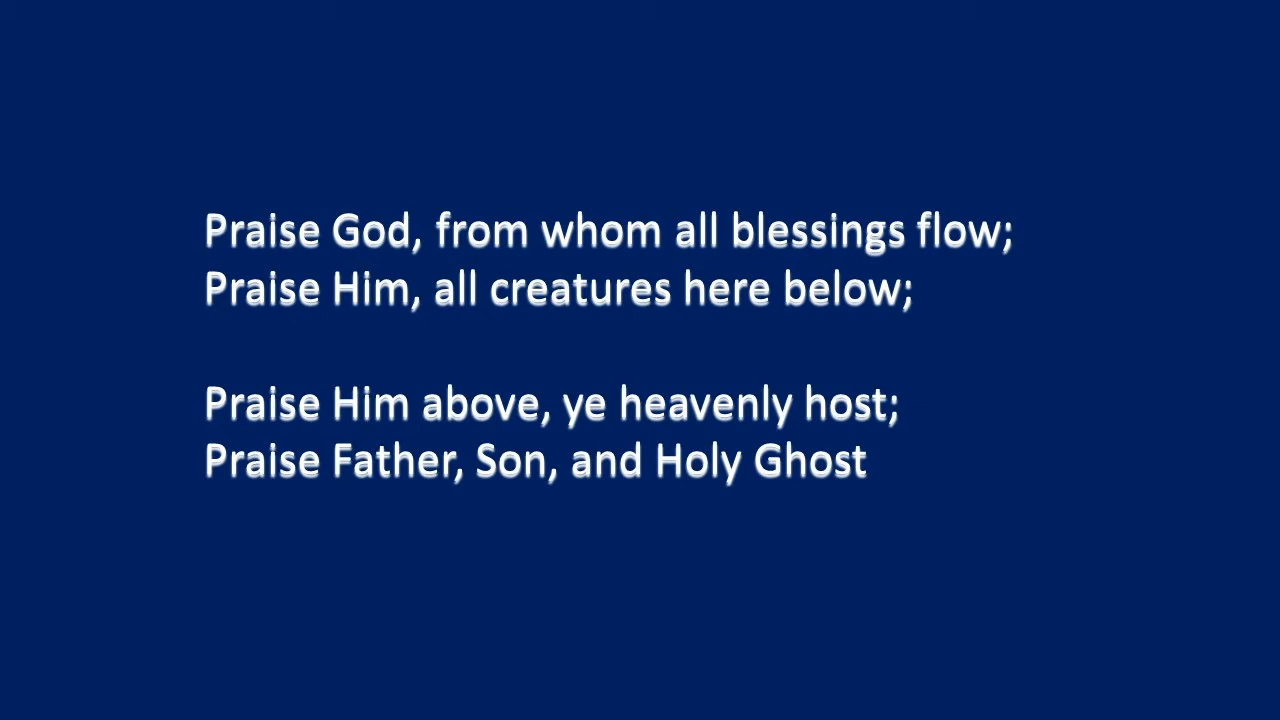 Praise God, from whom all blessings flow;
Praise Him, all creatures here below;
Praise Him above, ye heavenly host;
Praise Father, Son, and Holy Ghost